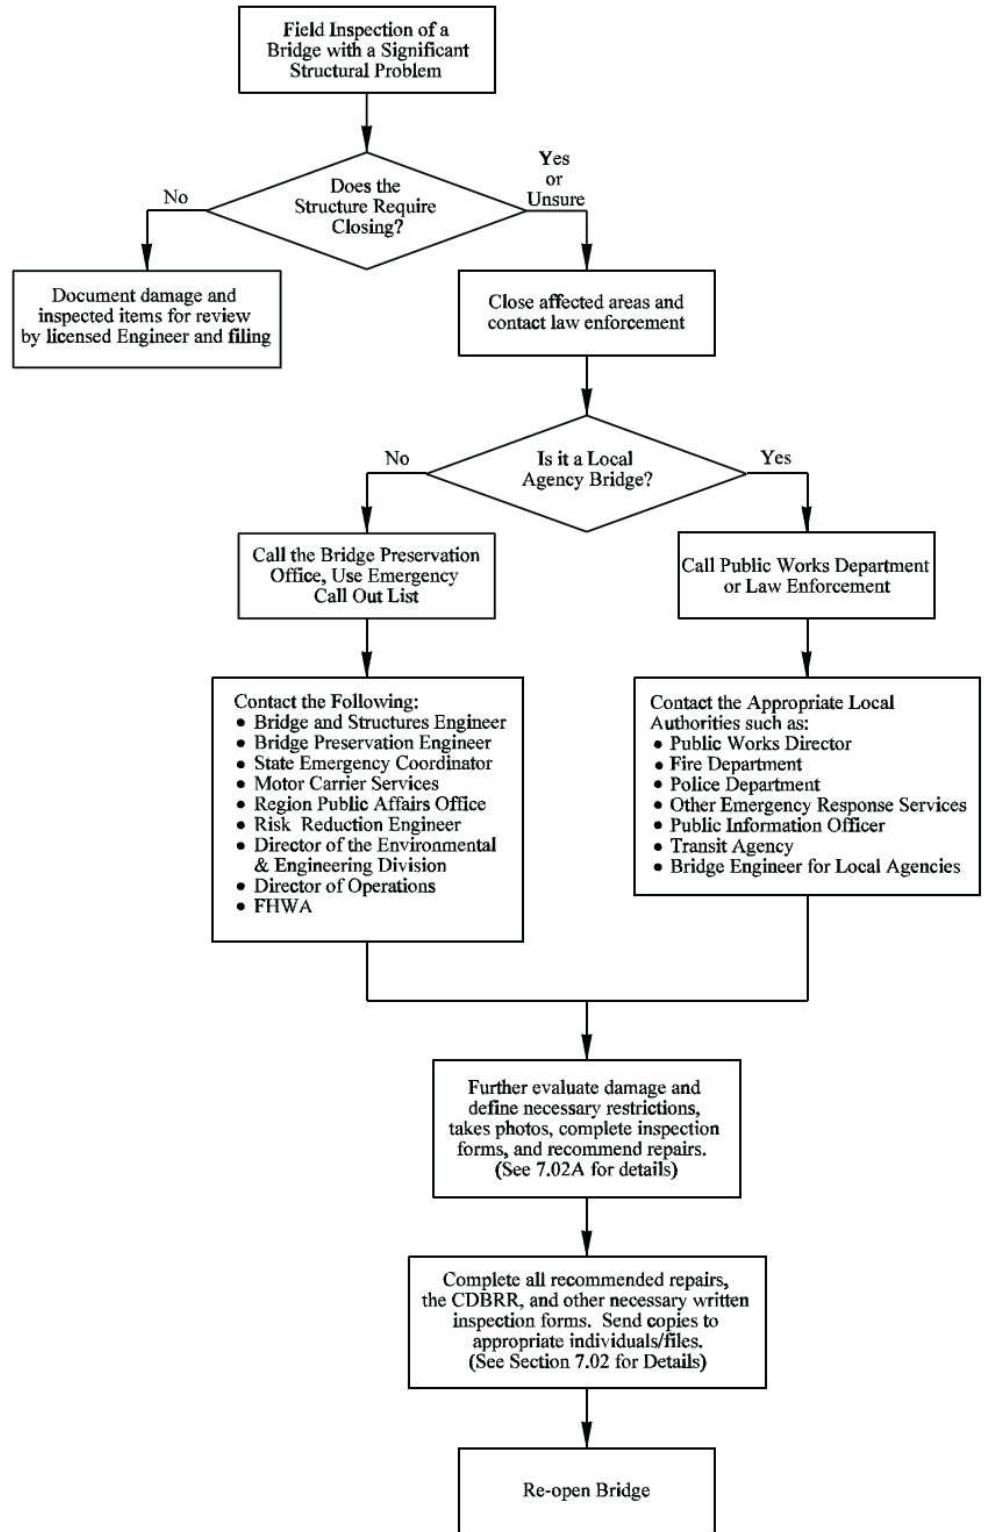 Field Inspection of a
Bridge with a Significant
Structural Problem
Does the
Structure Require
Closing?
No
Yes
or
Unsure
Document damage and
inspected items for review
by licensed Engineer and filing
Close affected areas and
contact law enforcement
Is it a Local
Agency Bridge?
No
Yes
Call the Bridge Preservation
Office, Use Emergency
Call Out List
Call Public Works Department
or Law Enforcement
Contact the Following:
• Bridge and Structures Engineer
• Bridge Preservation Engineer
• State Emergency Coordinator
• Motor Carrier Services
• Region Public Affairs Office
• Risk Reduction Engineer
• Director of the Environmental
& Engineering Division
• Director of Operations
• FHWA
Contact the Appropriate Local
Authorities such as:
• Public Works Director
• Fire Department
• Police Department
• Other Emergency Response Services
• Public Information Officer
• Transit Agency
• Bridge Engineer for Local Agencies
Further evaluate damage and
define necessary restrictions,
takes photos, complete inspection
forms, and recommend repairs.
(See 7.02A for details)
Complete all recommended repairs,
the CDBRR, and other necessary written
inspection forms. Send copies to
appropriate individuals/files.
(See Section 7.02 for Details)
Re-open Bridge